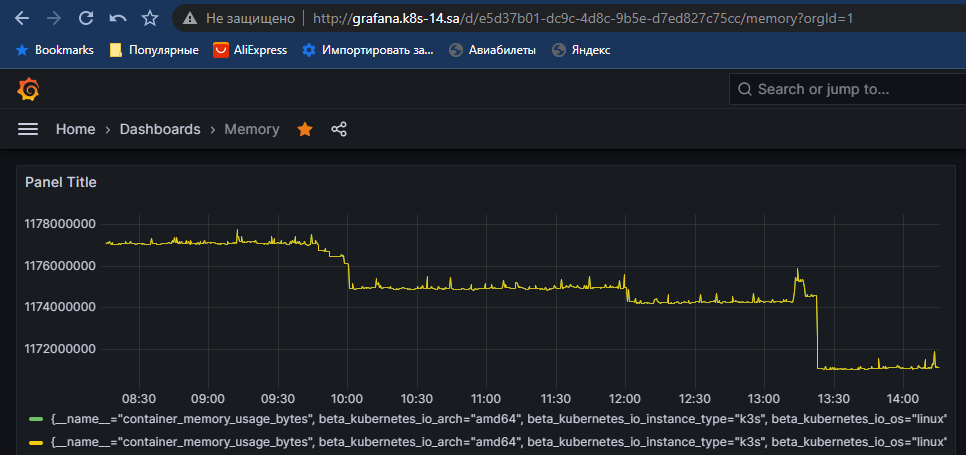 Не защищено http://grafana.k8s-14.sa/d/e5d37b01-dc9c-4d8c-9b5e-d7ed827c75cc/memory?orgId=1
Bookmarks Популярные AliExpress Импортировать за... Авиабилеты Яндекс
Search or jump to...
Home › Dashboards › Memory
Panel Title
1178000000
1176000000
1174000000
1172000000
08:30 09:00 09:30 10:00 10:30 11:00 11:30 12:00 12:30 13:00 13:30 14:00
{__name__="container_memory_usage_bytes", beta_kubernetes_io_arch="amd64", beta_kubernetes_io_instance_type="k3s", beta_kubernetes_io_os="linux"
{__name__="container_memory_usage_bytes", beta_kubernetes_io_arch="amd64", beta_kubernetes_io_instance_type="k3s", beta_kubernetes_io_os="linux"